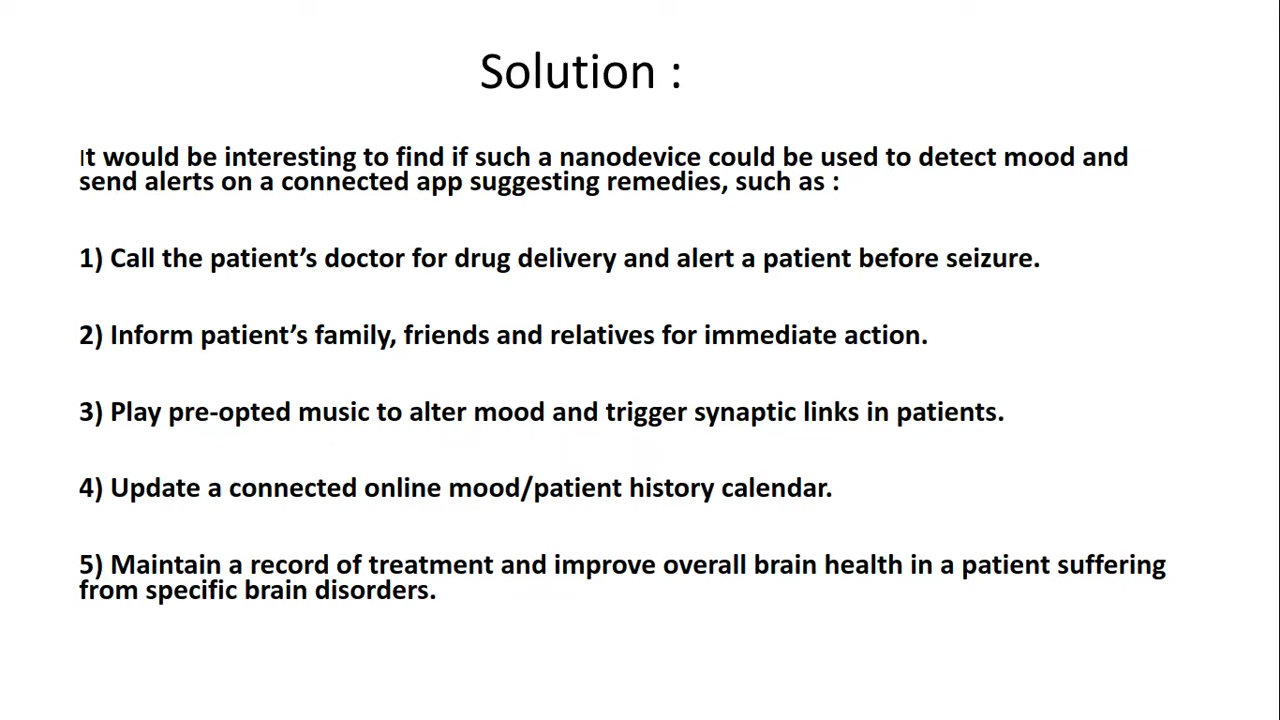 Solution :
It would be interesting to find if such a nanodevice could be used to detect mood and
send alerts on a connected app suggesting remedies, such as :
1) Call the patient’s doctor for drug delivery and alert a patient before seizure.
2) Inform patient’s family, friends and relatives for immediate action.
3) Play pre-opted music to alter mood and trigger synaptic links in patients.
4) Update a connected online mood/patient history calendar.
5) Maintain a record of treatment and improve overall brain health in a patient suffering
from specific brain disorders.